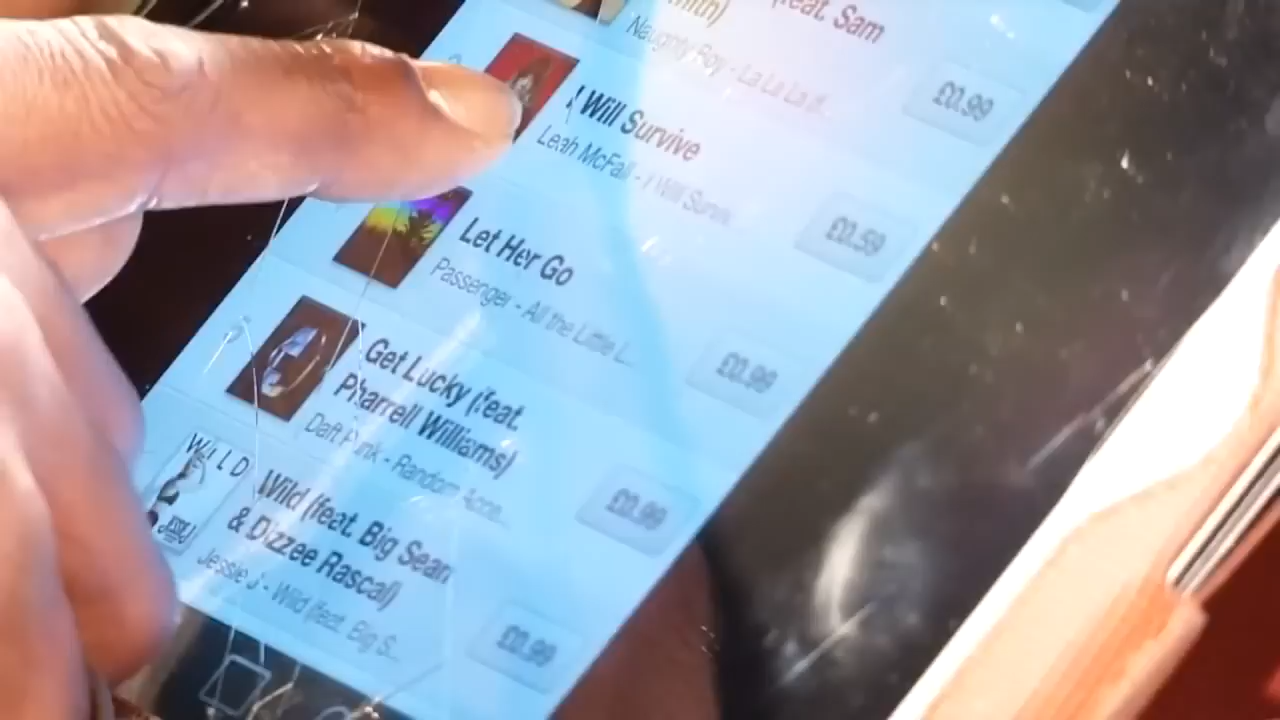 (feat. Sam
Smith)
Naughty Boy - La La La (f...
£0.99
I Will Survive
Leah McFall - I Will Surviv...
£0.59
Let Her Go
Passenger - All the Little L...
£0.99
Get Lucky (feat.
Pharrell Williams)
Daft Punk - Random Acce...
£0.99
WILD
Wild (feat. Big Sean
& Dizzee Rascal)
Jessie J - Wild (feat. Big S...
£0.99